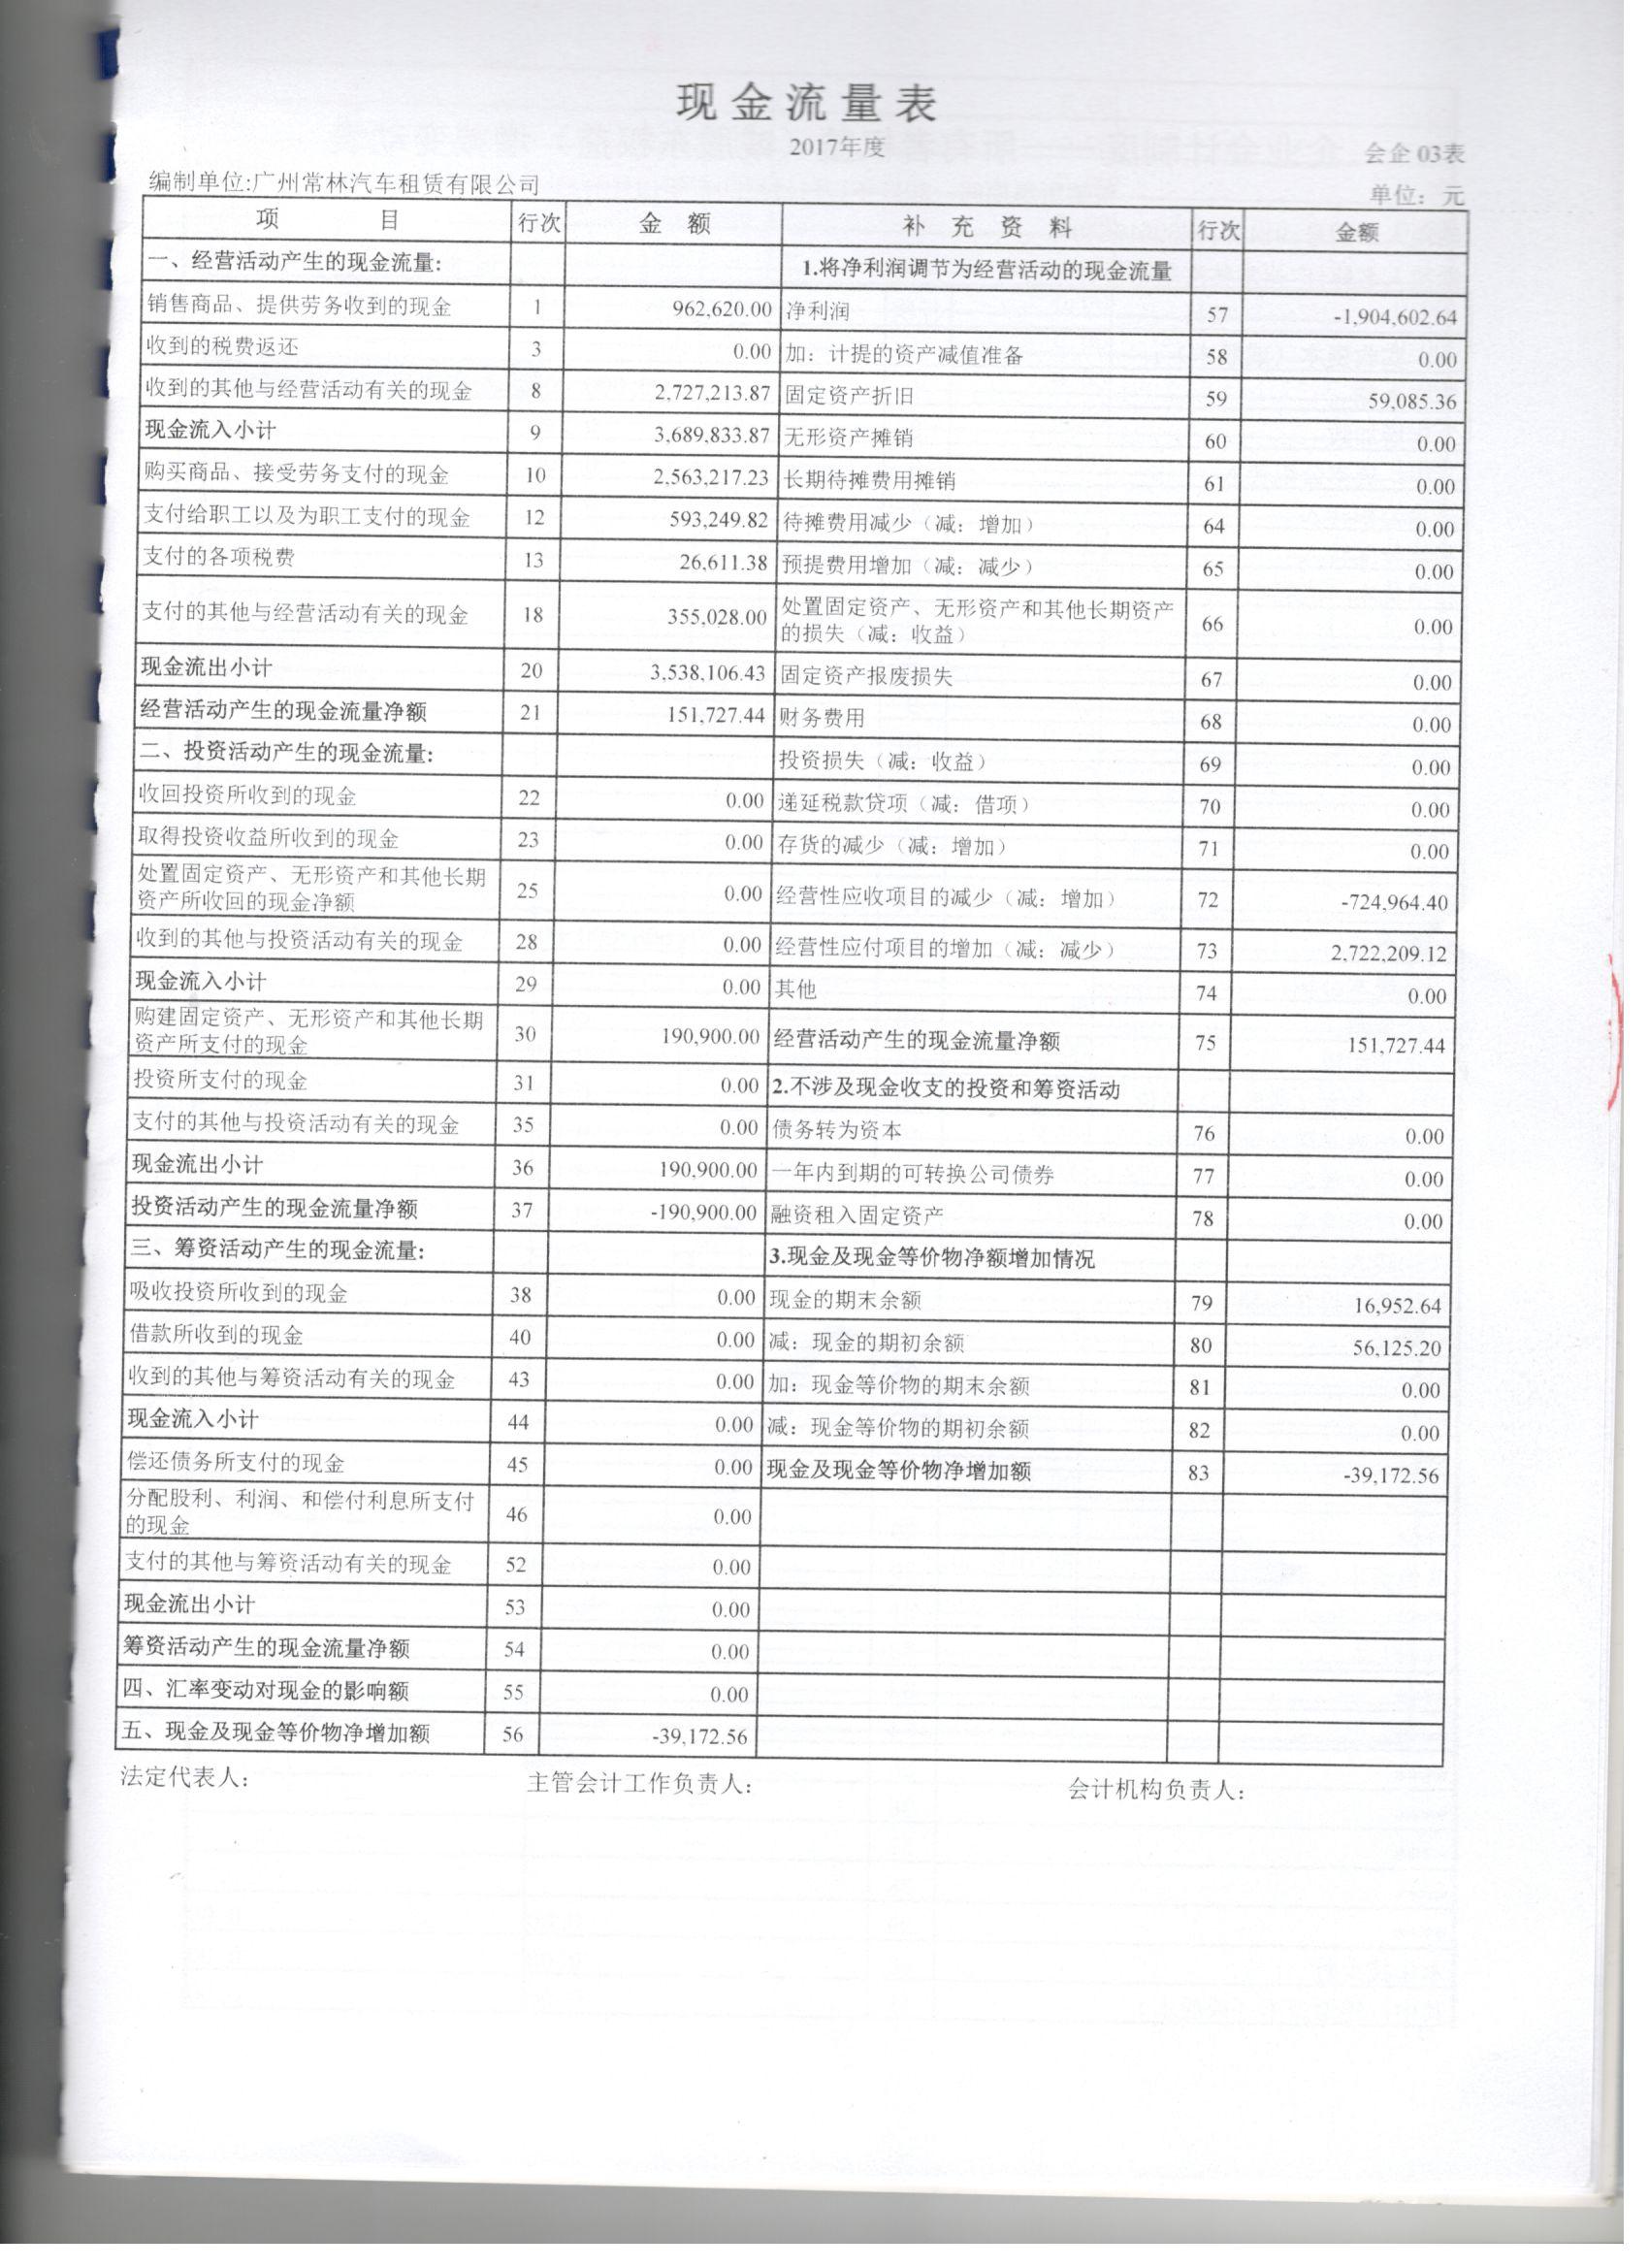 现金流量表
2017年度
会企 03表
编制单位:广州常林汽车租赁有限公司
单位：元
项 目 行次 金 额 补 充 资 料 行次 金额
一、经营活动产生的现金流量: 1.将净利润调节为经营活动的现金流量
销售商品、提供劳务收到的现金 1 962,620.00 净利润 57 -1,904,602.64
收到的税费返还 3 0.00 加：计提的资产减值准备 58 0.00
收到的其他与经营活动有关的现金 8 2,727,213.87 固定资产折旧 59 59,085.36
现金流入小计 9 3,689,833.87 无形资产摊销 60 0.00
购买商品、接受劳务支付的现金 10 2,563,217.23 长期待摊费用摊销 61 0.00
支付给职工以及为职工支付的现金 12 593,249.82 待摊费用减少（减：增加） 64 0.00
支付的各项税费 13 26,611.38 预提费用增加（减：减少） 65 0.00
支付的其他与经营活动有关的现金 18 355,028.00 处置固定资产、无形资产和其他长期资产
的损失（减：收益） 66 0.00
现金流出小计 20 3,538,106.43 固定资产报废损失 67 0.00
经营活动产生的现金流量净额 21 151,727.44 财务费用 68 0.00
二、投资活动产生的现金流量: 投资损失（减：收益） 69 0.00
收回投资所收到的现金 22 0.00 递延税款贷项（减：借项） 70 0.00
取得投资收益所收到的现金 23 0.00 存货的减少（减：增加） 71 0.00
处置固定资产、无形资产和其他长期
资产所收回的现金净额 25 0.00 经营性应收项目的减少（减：增加） 72 -724,964.40
收到的其他与投资活动有关的现金 28 0.00 经营性应付项目的增加（减：减少） 73 2,722,209.12
现金流入小计 29 0.00 其他 74 0.00
购建固定资产、无形资产和其他长期
资产所支付的现金 30 190,900.00 经营活动产生的现金流量净额 75 151,727.44
投资所支付的现金 31 0.00 2.不涉及现金收支的投资和筹资活动
支付的其他与投资活动有关的现金 35 0.00 债务转为资本 76 0.00
现金流出小计 36 190,900.00 一年内到期的可转换公司债券 77 0.00
投资活动产生的现金流量净额 37 -190,900.00 融资租入固定资产 78 0.00
三、筹资活动产生的现金流量: 3.现金及现金等价物净额增加情况
吸收投资所收到的现金 38 0.00 现金的期末余额 79 16,952.64
借款所收到的现金 40 0.00 减：现金的期初余额 80 56,125.20
收到的其他与筹资活动有关的现金 43 0.00 加：现金等价物的期末余额 81 0.00
现金流入小计 44 0.00 减：现金等价物的期初余额 82 0.00
偿还债务所支付的现金 45 0.00 现金及现金等价物净增加额 83 -39,172.56
分配股利、利润、和偿付利息所支付
的现金 46 0.00
支付的其他与筹资活动有关的现金 52 0.00
现金流出小计 53 0.00
筹资活动产生的现金流量净额 54 0.00
四、汇率变动对现金的影响额 55 0.00
五、现金及现金等价物净增加额 56 -39,172.56
法定代表人: 主管会计工作负责人: 会计机构负责人: